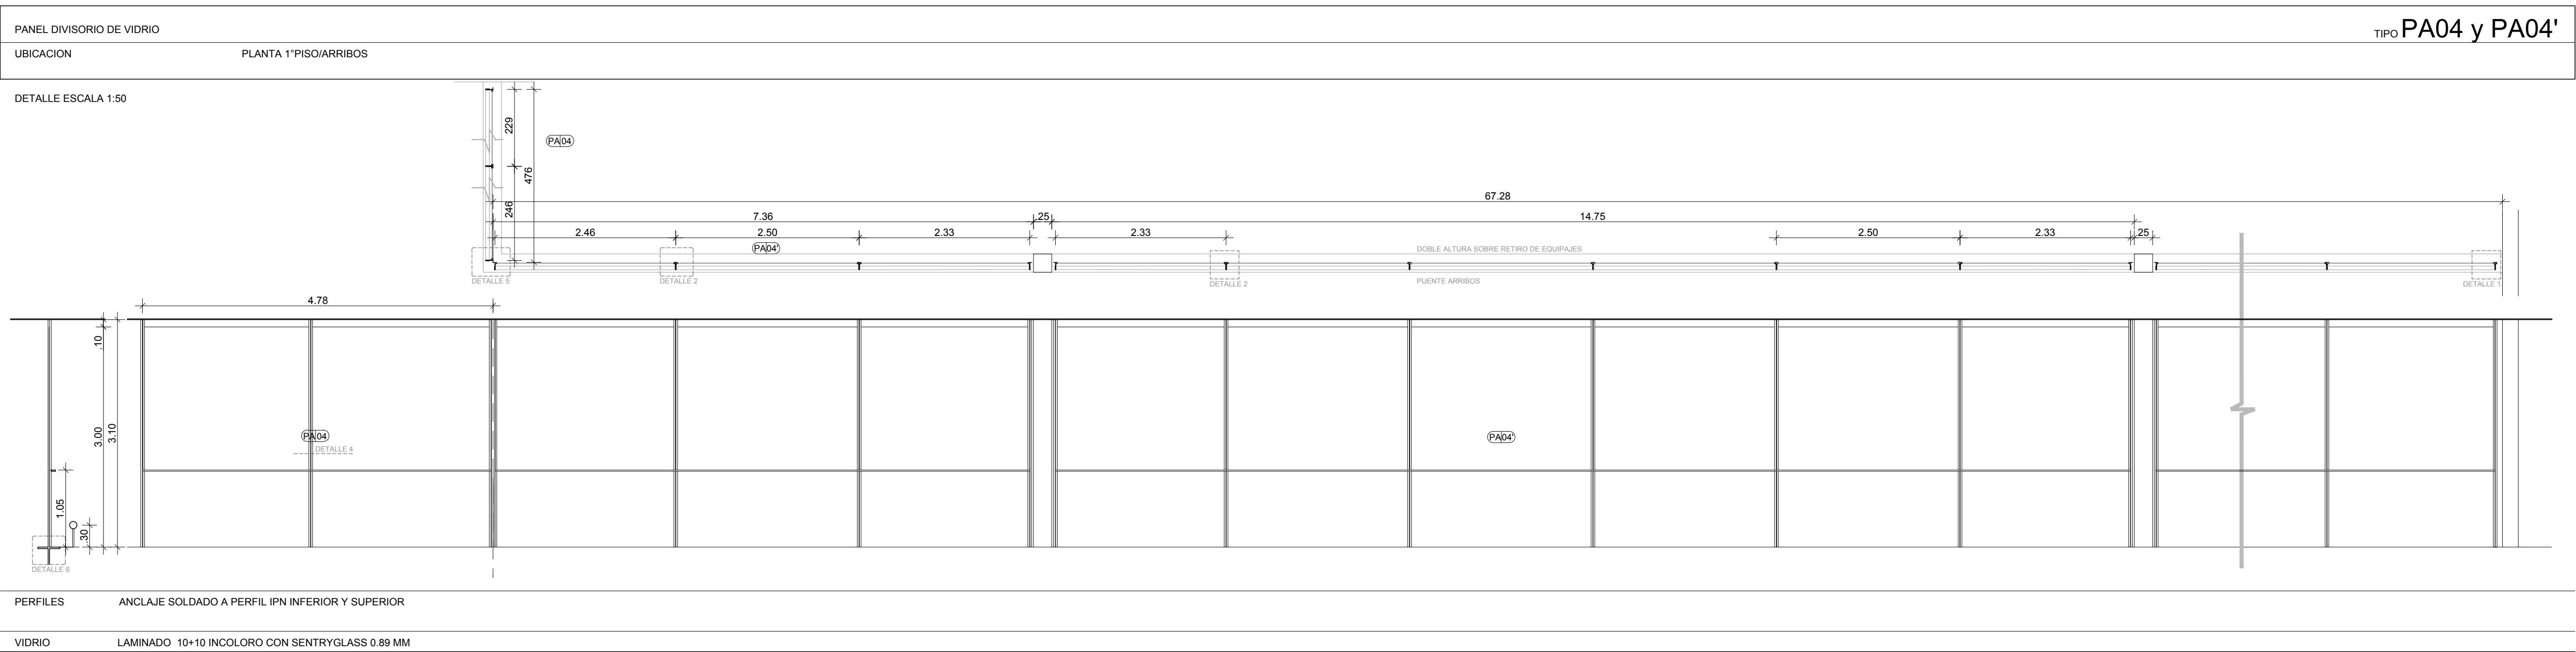 PANEL DIVISORIO DE VIDRIO
TIPO PA04 y PA04'
UBICACION PLANTA 1°PISO/ARRIBOS
DETALLE ESCALA 1:50
229
PA 04
476
246
67.28
7.36
.25
14.75
2.46
2.50
2.33
2.33
2.50
2.33
.25
PA04'
DOBLE ALTURA SOBRE RETIRO DE EQUIPAJES
DETALLE 5
DETALLE 2
DETALLE 2
PUENTE ARRIBOS
DETALLE 1
4.78
.10
3.00
3.10
PA 04
DETALLE 4
PA04'
1.05
.30
DETALLE 6
PERFILES ANCLAJE SOLDADO A PERFIL IPN INFERIOR Y SUPERIOR
VIDRIO LAMINADO 10+10 INCOLORO CON SENTRYGLASS 0.89 MM